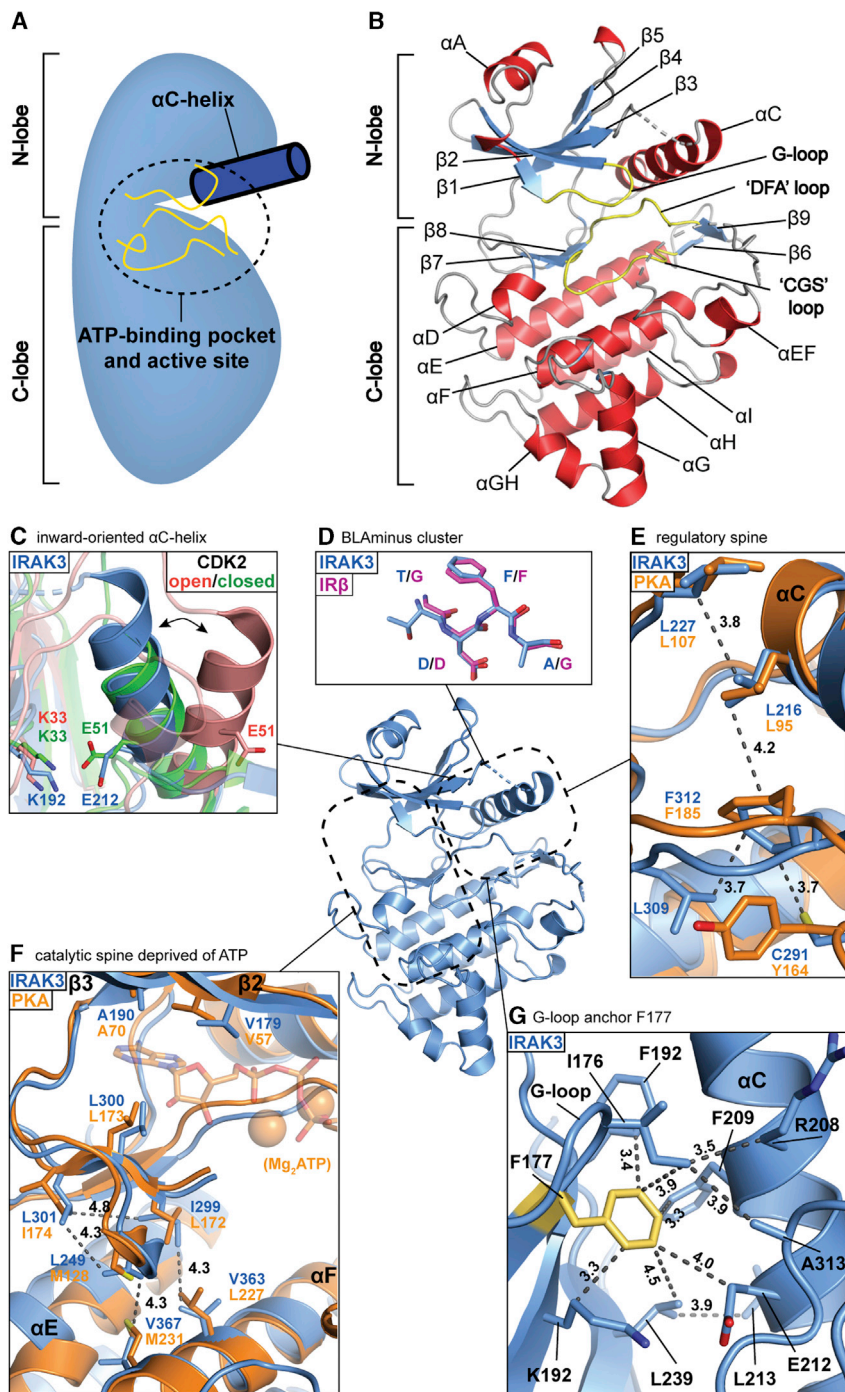 A
N-lobe
C-lobe
αC-helix
ATP-binding pocket
and active site
B
N-lobe
C-lobe
αA
β5
β4
β3
αC
β2
β1
G-loop
'DFA' loop
β9
β8
β6
β7
'CGS'
loop
αD
αE
αF
αEF
αI
αH
αG
αGH
C inward-oriented αC-helix
IRAK3
CDK2
open/closed
K33
K33
E51
E51
K192
E212
D BLAminus cluster
IRAK3
IRβ
T/G
F/F
D/D
A/G
E regulatory spine
IRAK3
PKA
αC
L227
L107
3.8
L216
L95
4.2
F312
F185
3.7
3.7
L309
C291
Y164
F catalytic spine deprived of ATP
IRAK3
PKA
β3
β2
A190
A70
V179
V57
L300
L173
(Mg2ATP)
L301
I174
4.8
4.3
I299
L172
L249
M128
4.3
4.3
V363
L227
αF
αE
V367
M231
G G-loop anchor F177
IRAK3
F192
I176
αC
G-loop
F209
R208
F177
3.4
3.5
3.9
3.3
3.9
A313
3.3
4.5
4.0
3.9
K192
L239
L213
E212